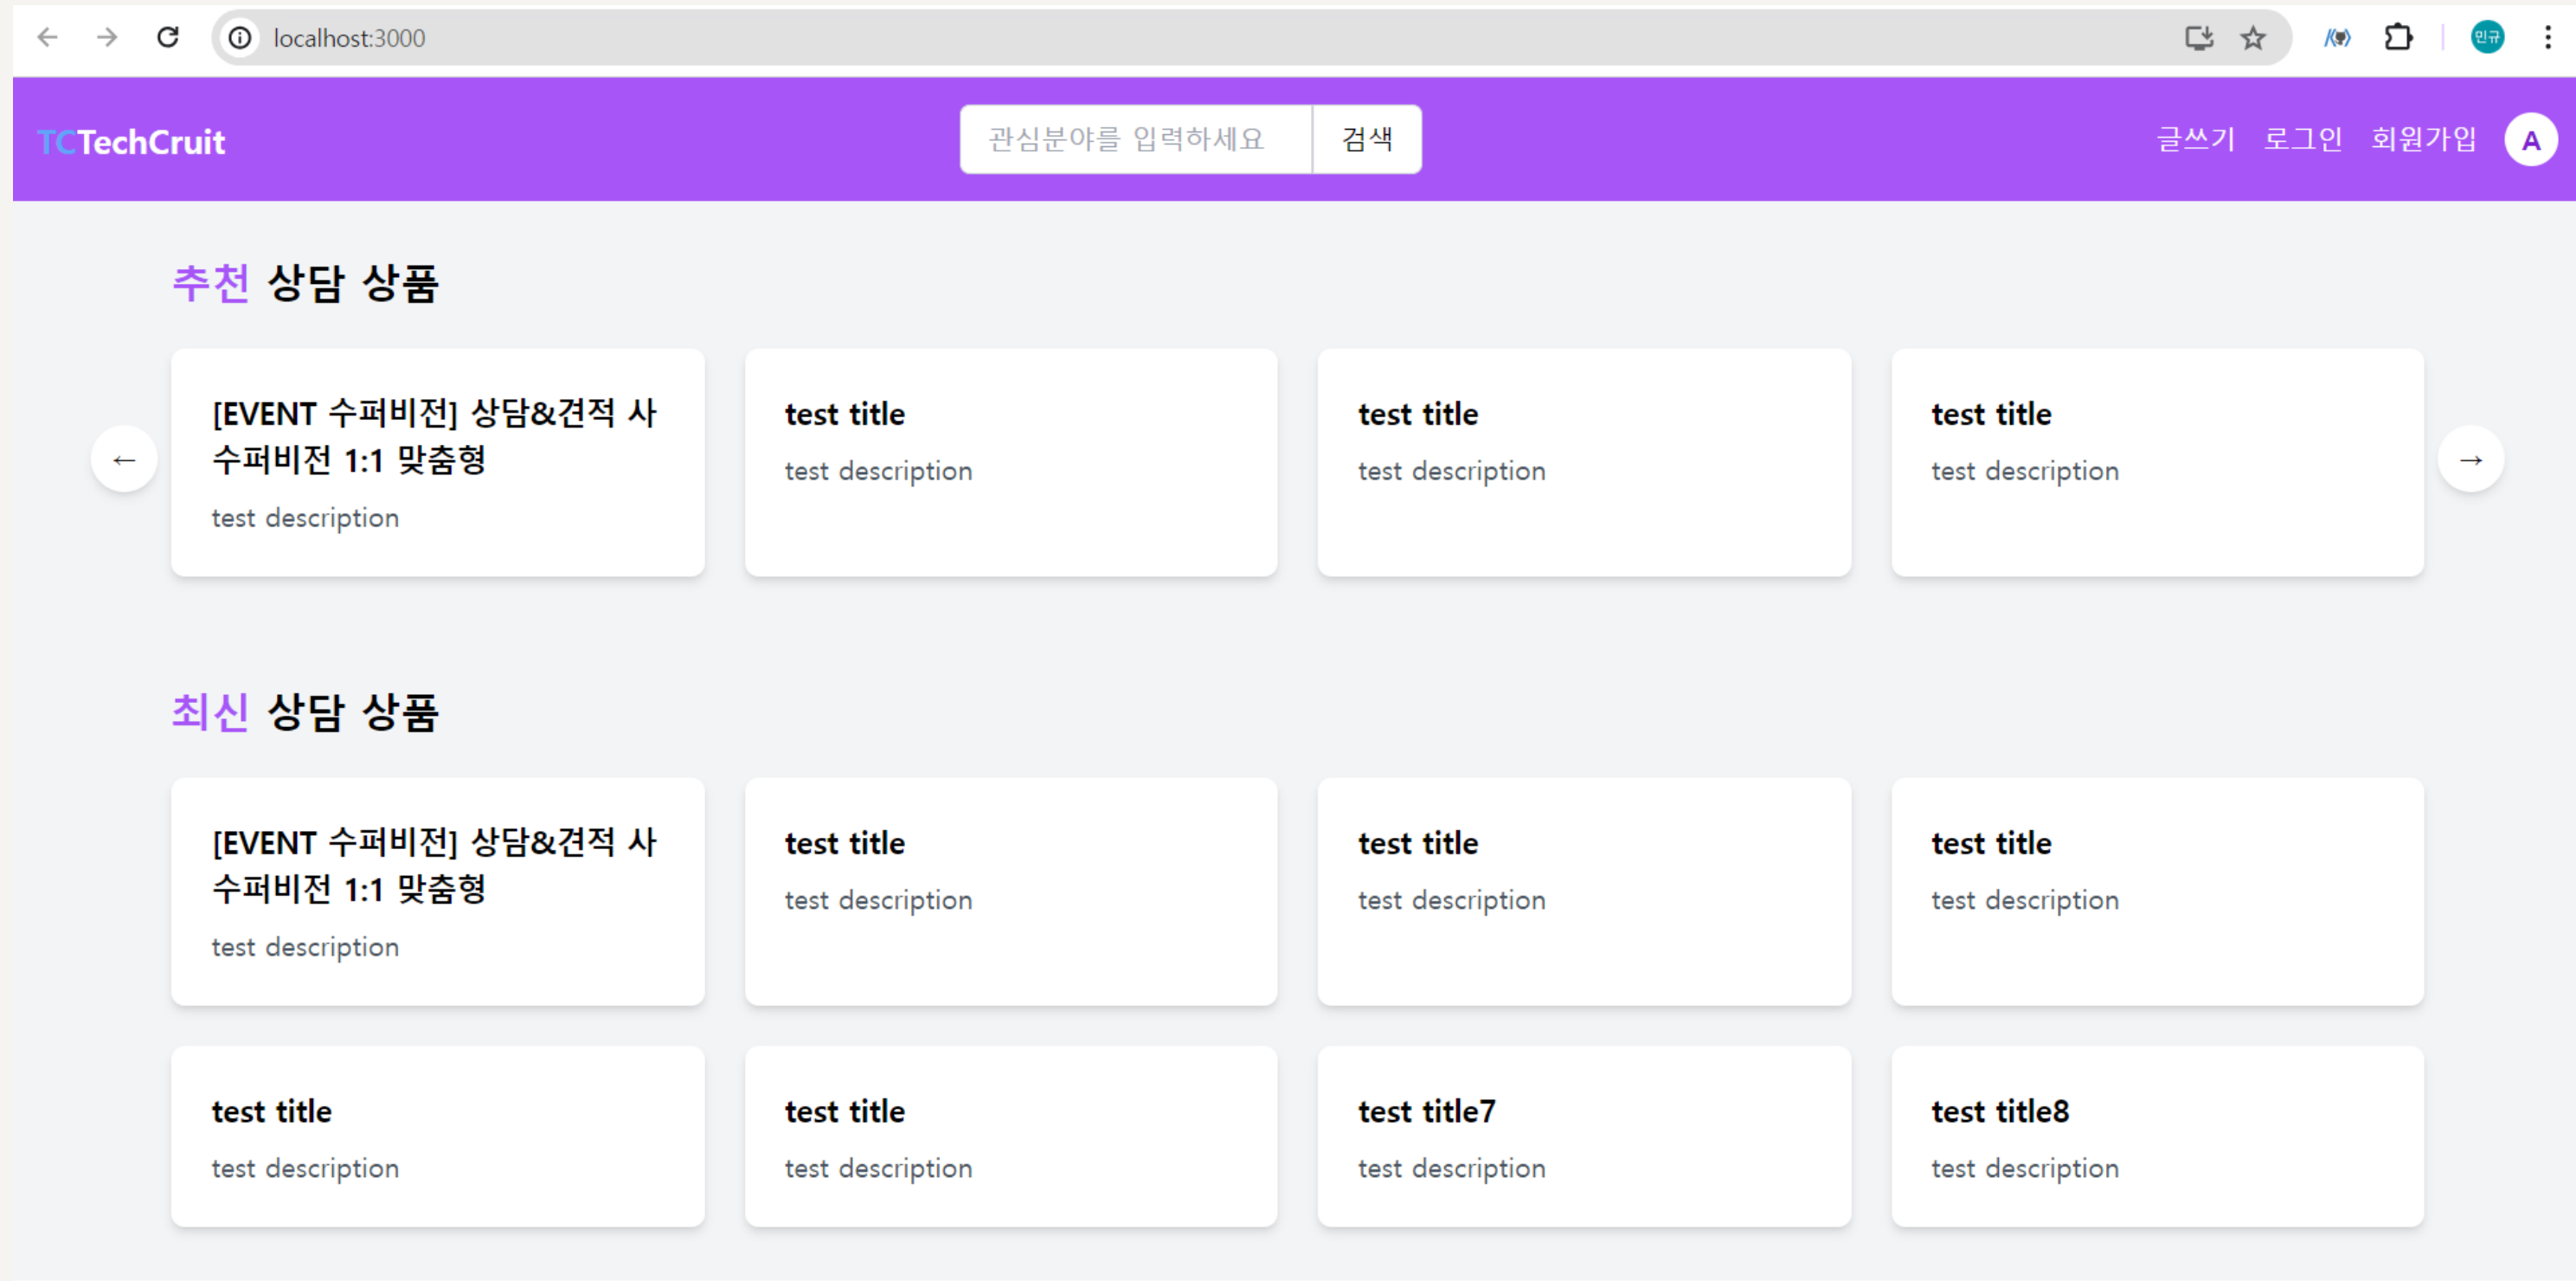 localhost:3000
민규
TCTechCruit
관심분야를 입력하세요
검색
글쓰기 로그인 회원가입 A
추천 상담 상품
[EVENT 수퍼비전] 상담&견적 사
수퍼비전 1:1 맞춤형
test description
test title
test description
test title
test description
test title
test description
←
→
최신 상담 상품
[EVENT 수퍼비전] 상담&견적 사
수퍼비전 1:1 맞춤형
test description
test title
test description
test title
test description
test title
test description
test title
test description
test title
test description
test title7
test description
test title8
test description